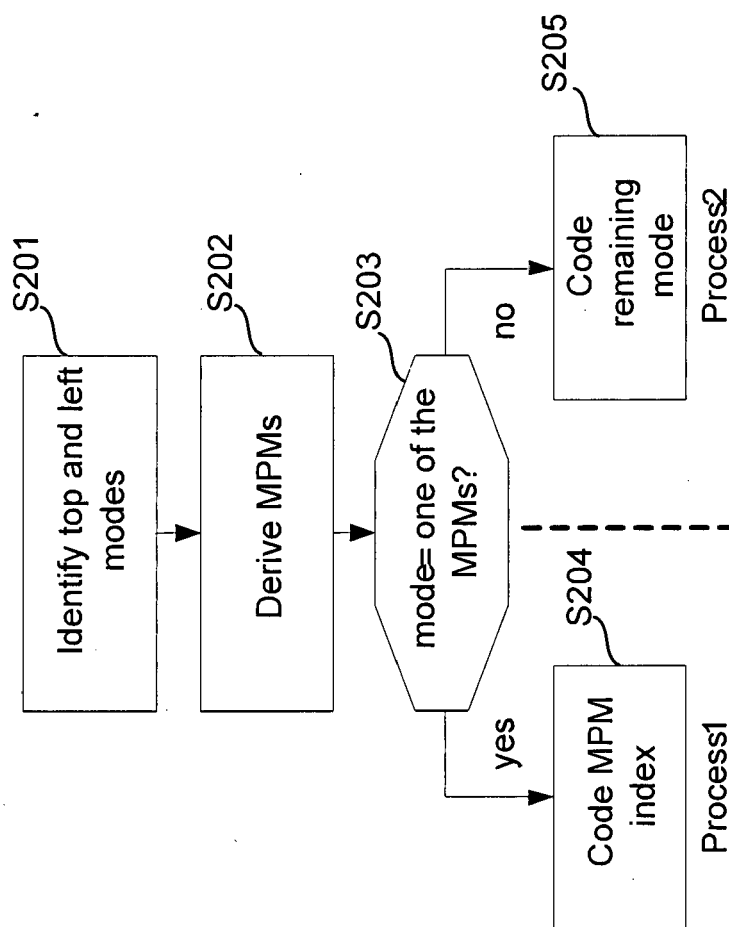 S201
Identify top and left
modes
S202
Derive MPMs
S203
mode= one of the
MPMs?
yes
no
S204
Code MPM
index
Process1
S205
Code
remaining
mode
Process2